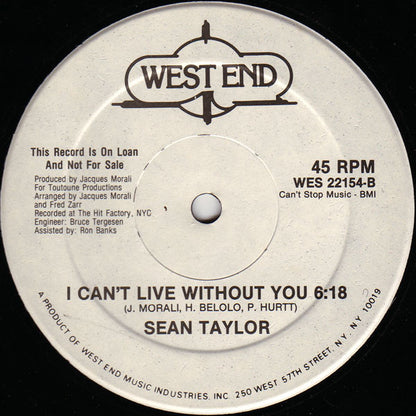 WEST END
This Record Is On Loan
And Not For Sale
Produced by Jacques Morali
For Toutoune Productions
Arranged by Jacques Morali
and Fred Zarr
Recorded at The Hit Factory, NYC
Engineer: Bruce Tergesen
Assisted by: Ron Banks
45 RPM
WES 22154-B
Can't Stop Music - BMI
I CAN'T LIVE WITHOUT YOU 6:18
(J. MORALI, H. BELOLO, P. HURTT)
SEAN TAYLOR
A PRODUCT OF WEST END MUSIC INDUSTRIES, INC. 250 WEST 57TH STREET, N.Y. N.Y. 10019